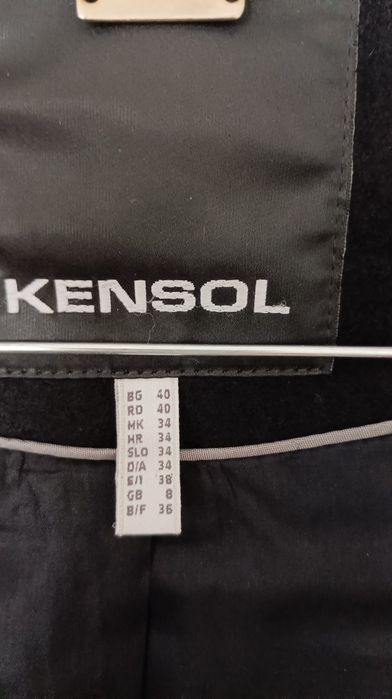 KENSOL
BG 40
RO 40
MK 34
HR 34
SLO 34
D/A 34
E/I 38
GB 8
B/F 36